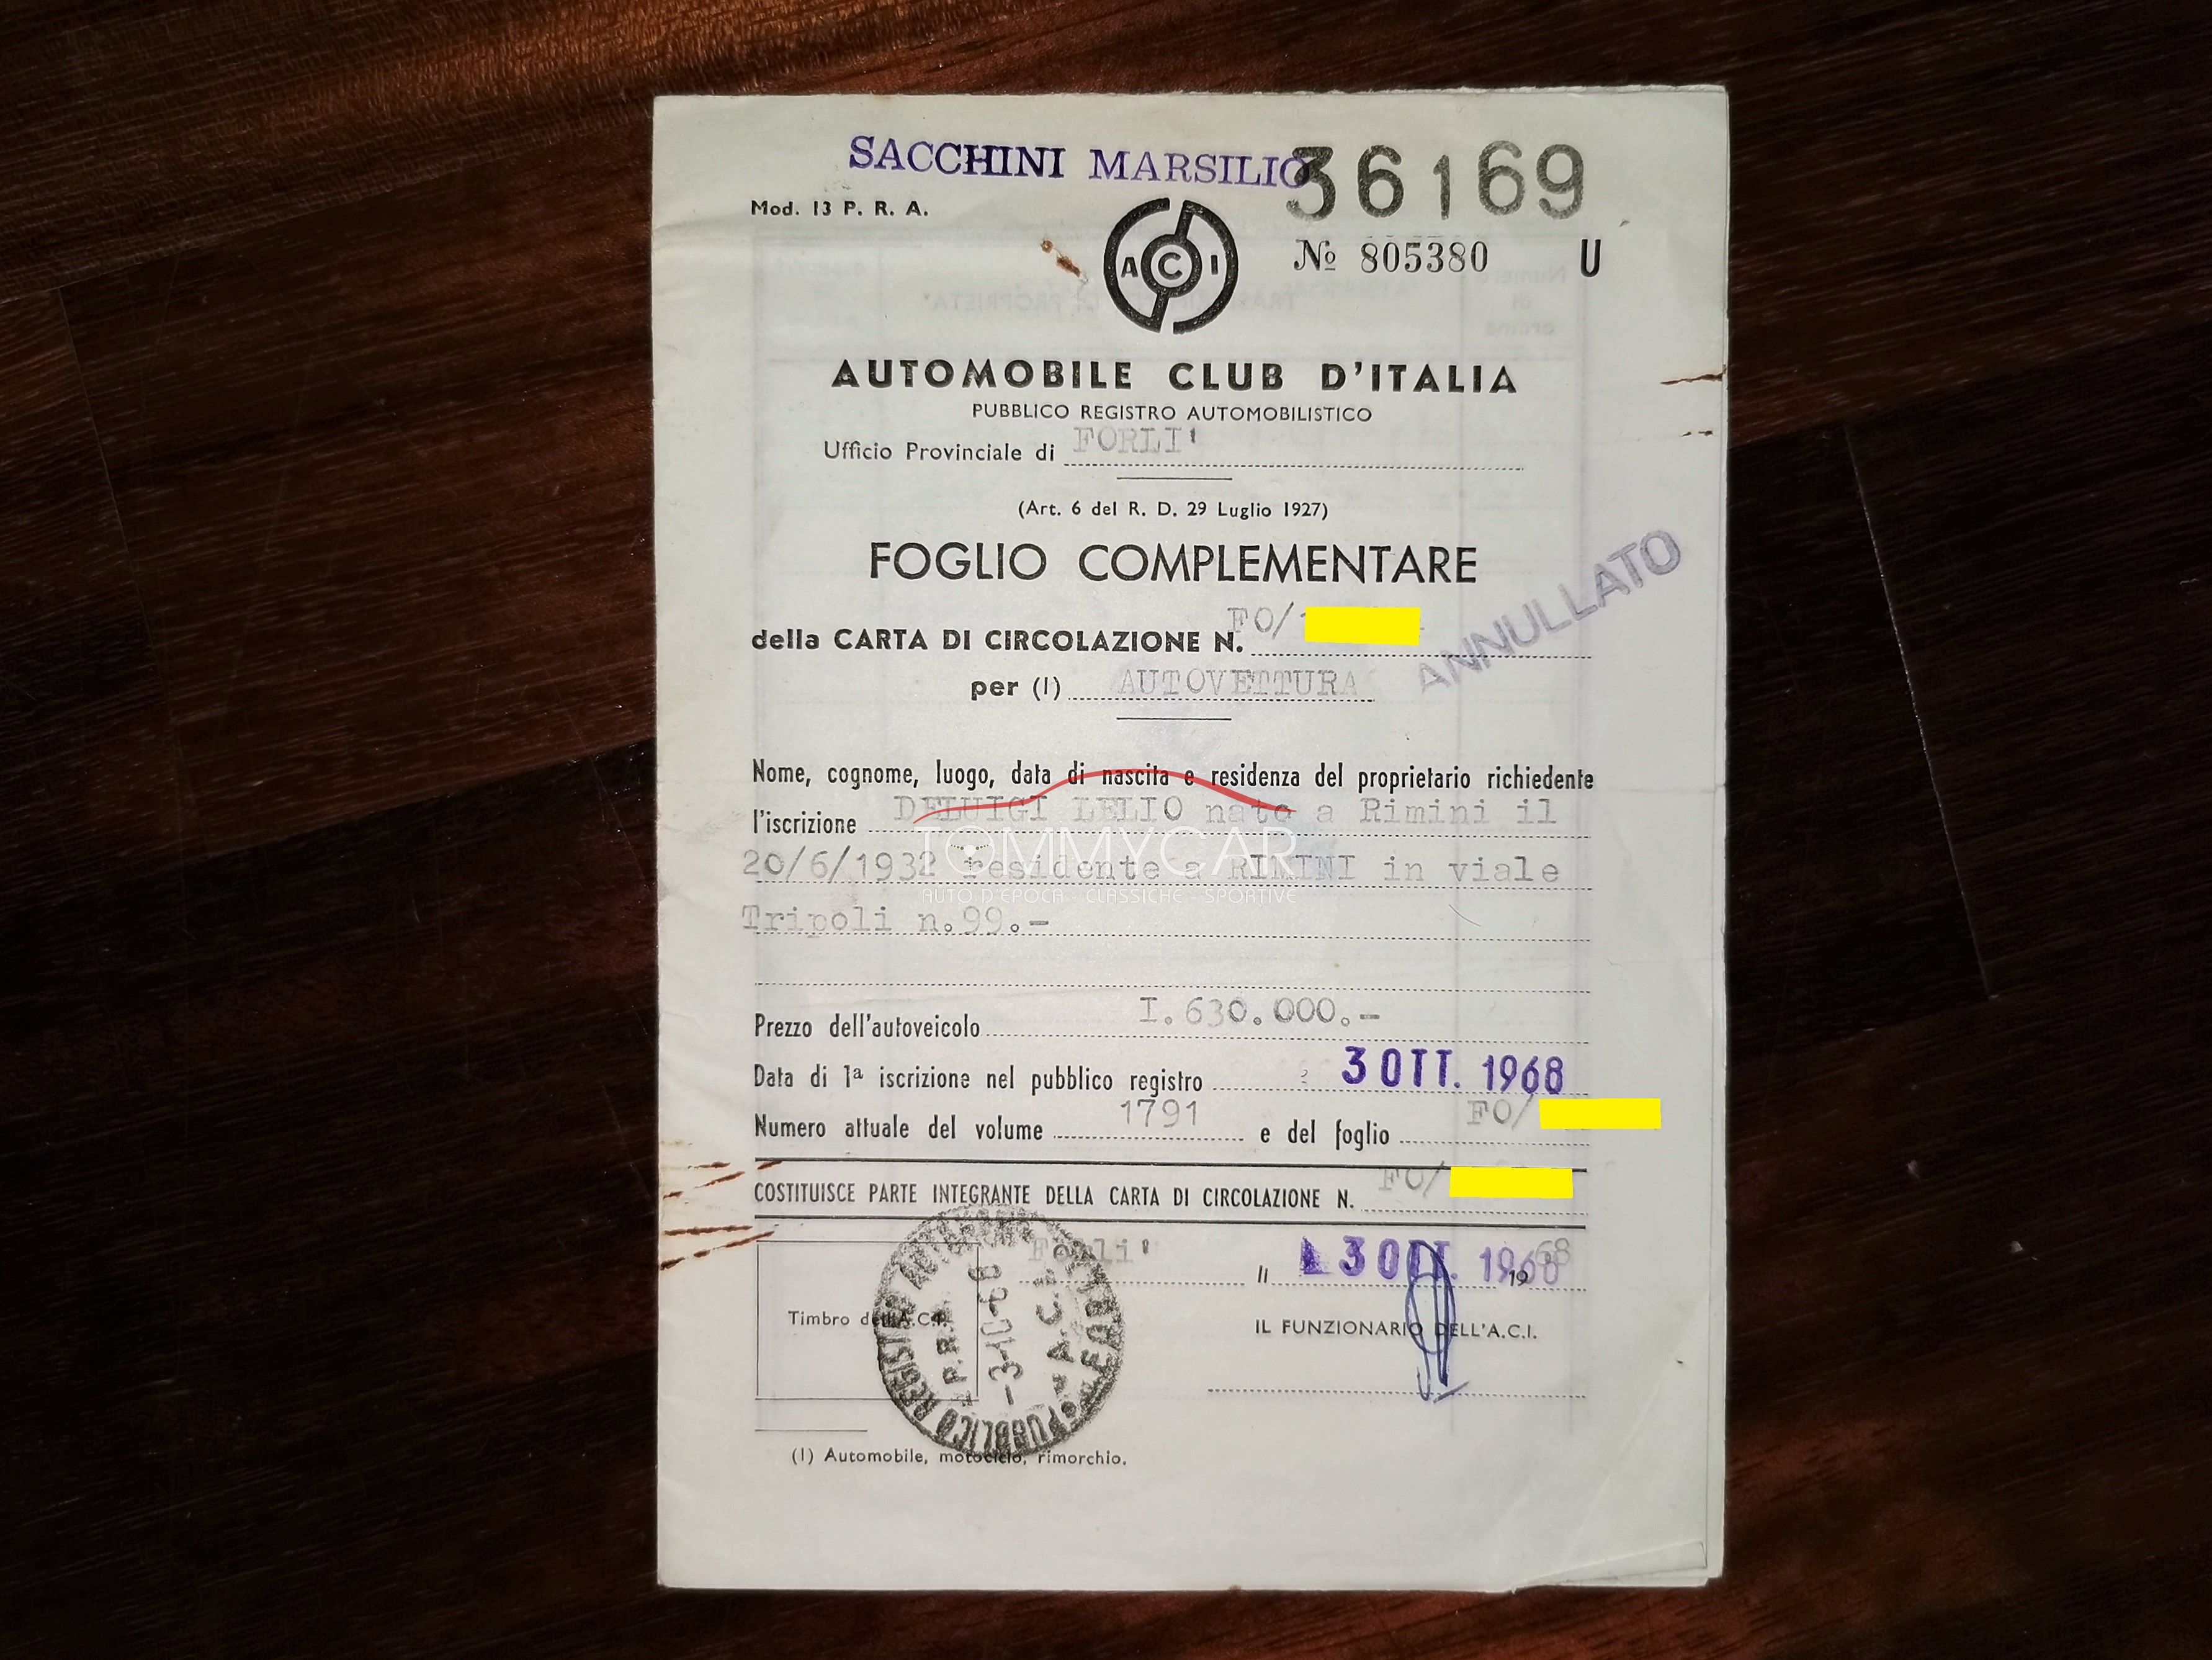 SACCHINI MARSILIO
36169
Mod. 13 P. R. A.
A C I
№ 805380 U
AUTOMOBILE CLUB D'ITALIA
PUBBLICO REGISTRO AUTOMOBILISTICO
Ufficio Provinciale di FORLI'
(Art. 6 del R. D. 29 Luglio 1927)
FOGLIO COMPLEMENTARE
della CARTA DI CIRCOLAZIONE N. FO/
ANNULLATO
per (1) AUTOVETTURA
Nome, cognome, luogo, data di nascita e residenza del proprietario richiedente
l'iscrizione DELUIGI LELIO nato a Rimini il
TOMMYCAR
20/6/1932 residente a RIMINI in viale
AUTO D'EPOCA - CLASSICHE - SPORTIVE
Tripoli n.99.-
Prezzo dell'autoveicolo I.630.000.-
Data di 1ª iscrizione nel pubblico registro 3 OTT. 1968
Numero attuale del volume 1791 e del foglio FO/
COSTITUISCE PARTE INTEGRANTE DELLA CARTA DI CIRCOLAZIONE N. FO/
Forli' li 3 OTT. 1968 1968
Timbro dell'A.C.I.
PUBBLICO REGISTRO
P.R.A.
A.C.I.
IL FUNZIONARIO DELL'A.C.I.
(1) Automobile, motociclo, rimorchio.